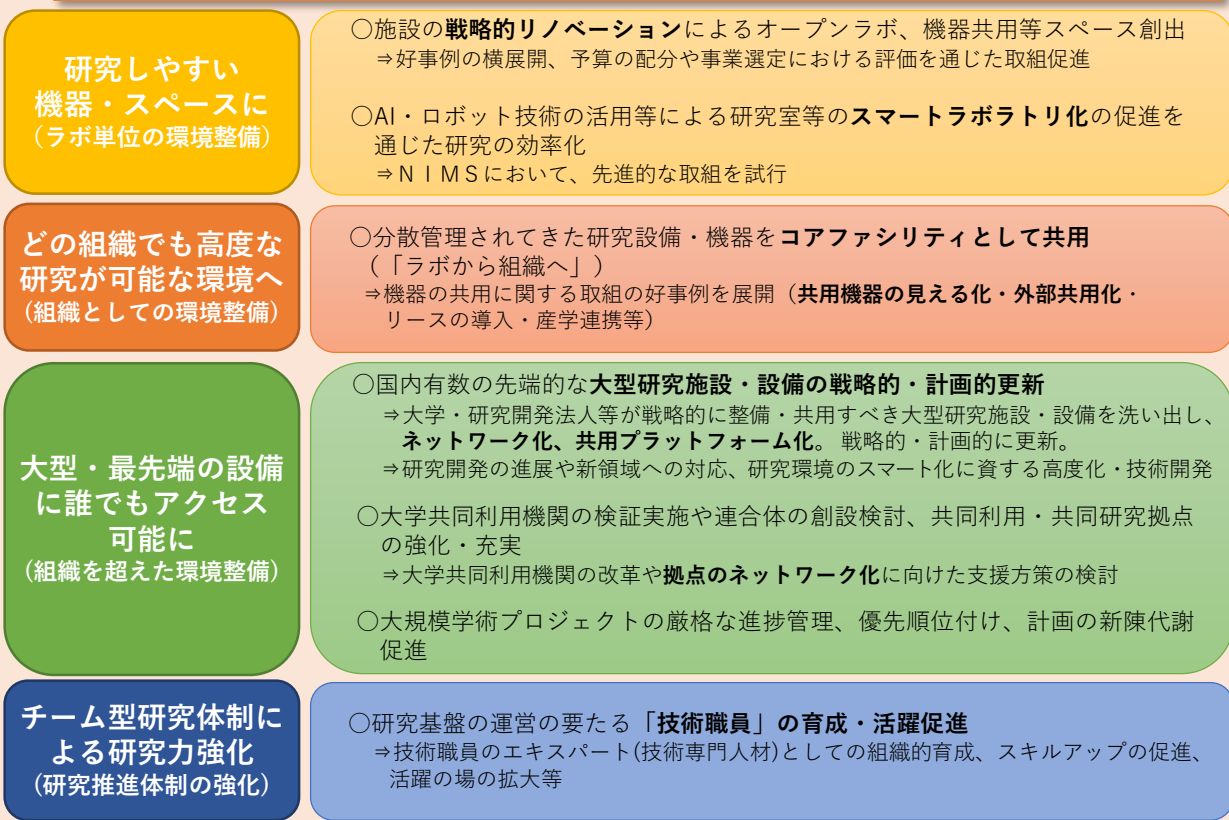 研究しやすい
機器・スペースに
(ラボ単位の環境整備)
○施設の戦略的リノベーションによるオープンラボ、機器共用等スペース創出
⇒好事例の横展開、予算の配分や事業選定における評価を通じた取組促進
○AI・ロボット技術の活用等による研究室等のスマートラボラトリ化の促進を
通じた研究の効率化
⇒ＮＩＭＳにおいて、先進的な取組を試行
どの組織でも高度な
研究が可能な環境へ
(組織としての環境整備)
○分散管理されてきた研究設備・機器をコアファシリティとして共用
（「ラボから組織へ」）
⇒機器の共用に関する取組の好事例を展開（共用機器の見える化・外部共用化・
リースの導入・産学連携等）
大型・最先端の設備
に誰でもアクセス
可能に
(組織を超えた環境整備)
○国内有数の先端的な大型研究施設・設備の戦略的・計画的更新
⇒大学・研究開発法人等が戦略的に整備・共用すべき大型研究施設・設備を洗い出し、
ネットワーク化、共用プラットフォーム化。 戦略的・計画的に更新。
⇒研究開発の進展や新領域への対応、研究環境のスマート化に資する高度化・技術開発
○大学共同利用機関の検証実施や連合体の創設検討、共同利用・共同研究拠点
の強化・充実
⇒大学共同利用機関の改革や拠点のネットワーク化に向けた支援方策の検討
○大規模学術プロジェクトの厳格な進捗管理、優先順位付け、計画の新陳代謝
促進
チーム型研究体制に
よる研究力強化
(研究推進体制の強化)
○研究基盤の運営の要たる「技術職員」の育成・活躍促進
⇒技術職員のエキスパート(技術専門人材)としての組織的育成、スキルアップの促進、
活躍の場の拡大等